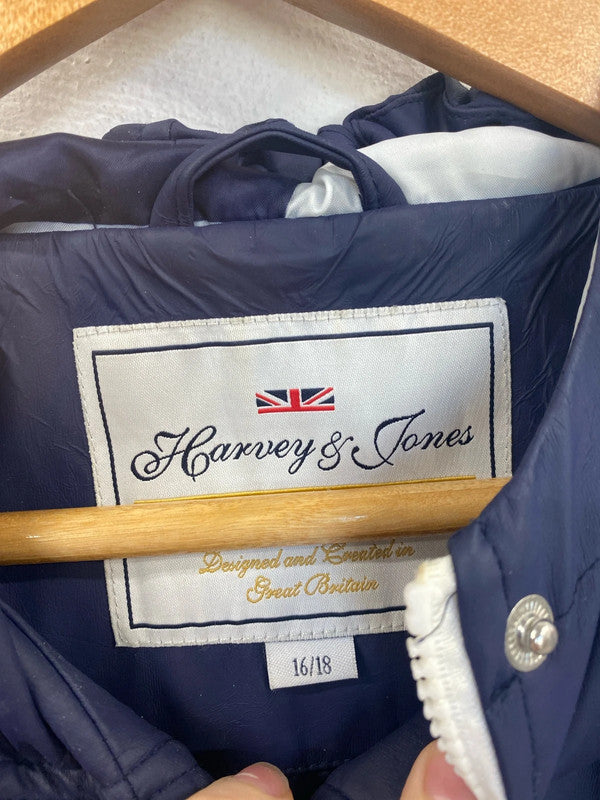 Harvey & Jones
Designed and Created in
Great Britain
16/18